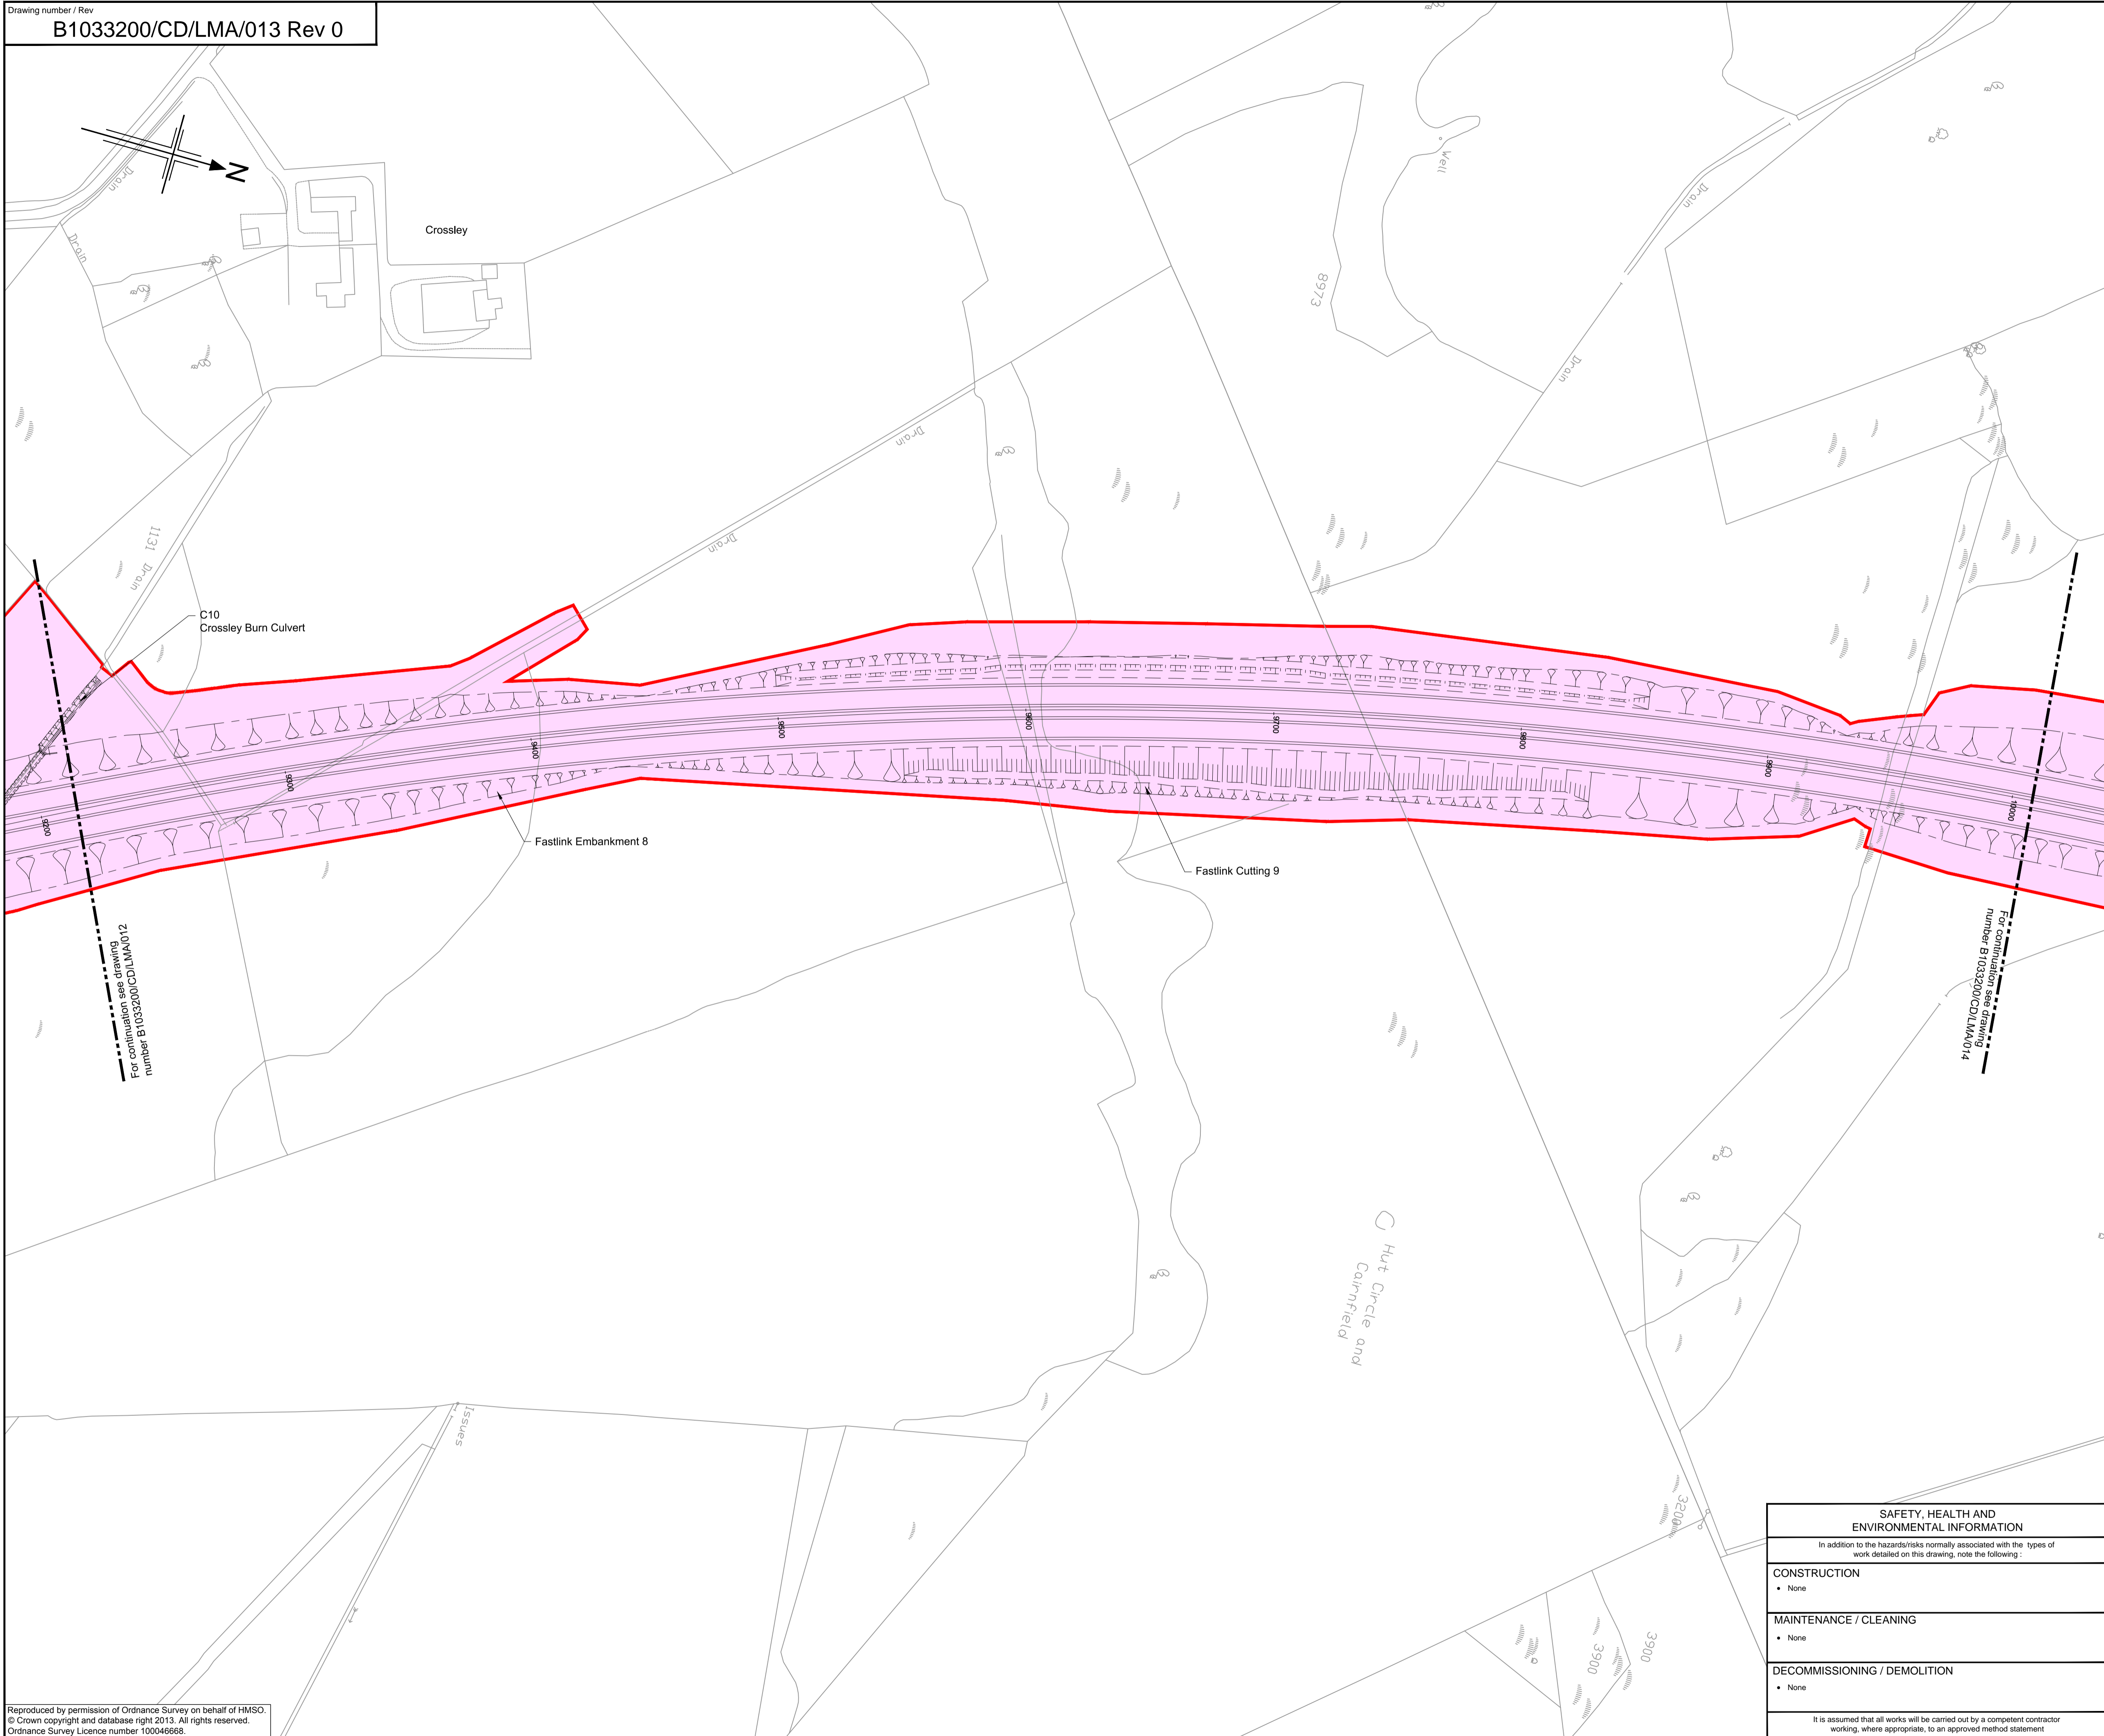 Drawing number / Rev
B1033200/CD/LMA/013 Rev 0
N
Drain
Drain
Crossley
Well
8973
Drain
Drain
Drain
Drain
1131
Drain
C10
Crossley Burn Culvert
9200
9300
9400
9500
9600
9700
9800
9900
10000
Fastlink Embankment 8
Fastlink Cutting 9
For continuation see drawing
number B1033200/CD/LMA/012
For continuation see drawing
number B1033200/CD/LMA/014
Hut Circle and
Cairnfield
Issues
3200
3900
3900
SAFETY, HEALTH AND
ENVIRONMENTAL INFORMATION
In addition to the hazards/risks normally associated with the types of
work detailed on this drawing, note the following :
CONSTRUCTION
• None
MAINTENANCE / CLEANING
• None
DECOMMISSIONING / DEMOLITION
• None
It is assumed that all works will be carried out by a competent contractor
working, where appropriate, to an approved method statement
Reproduced by permission of Ordnance Survey on behalf of HMSO.
© Crown copyright and database right 2013. All rights reserved.
Ordnance Survey Licence number 100046668.